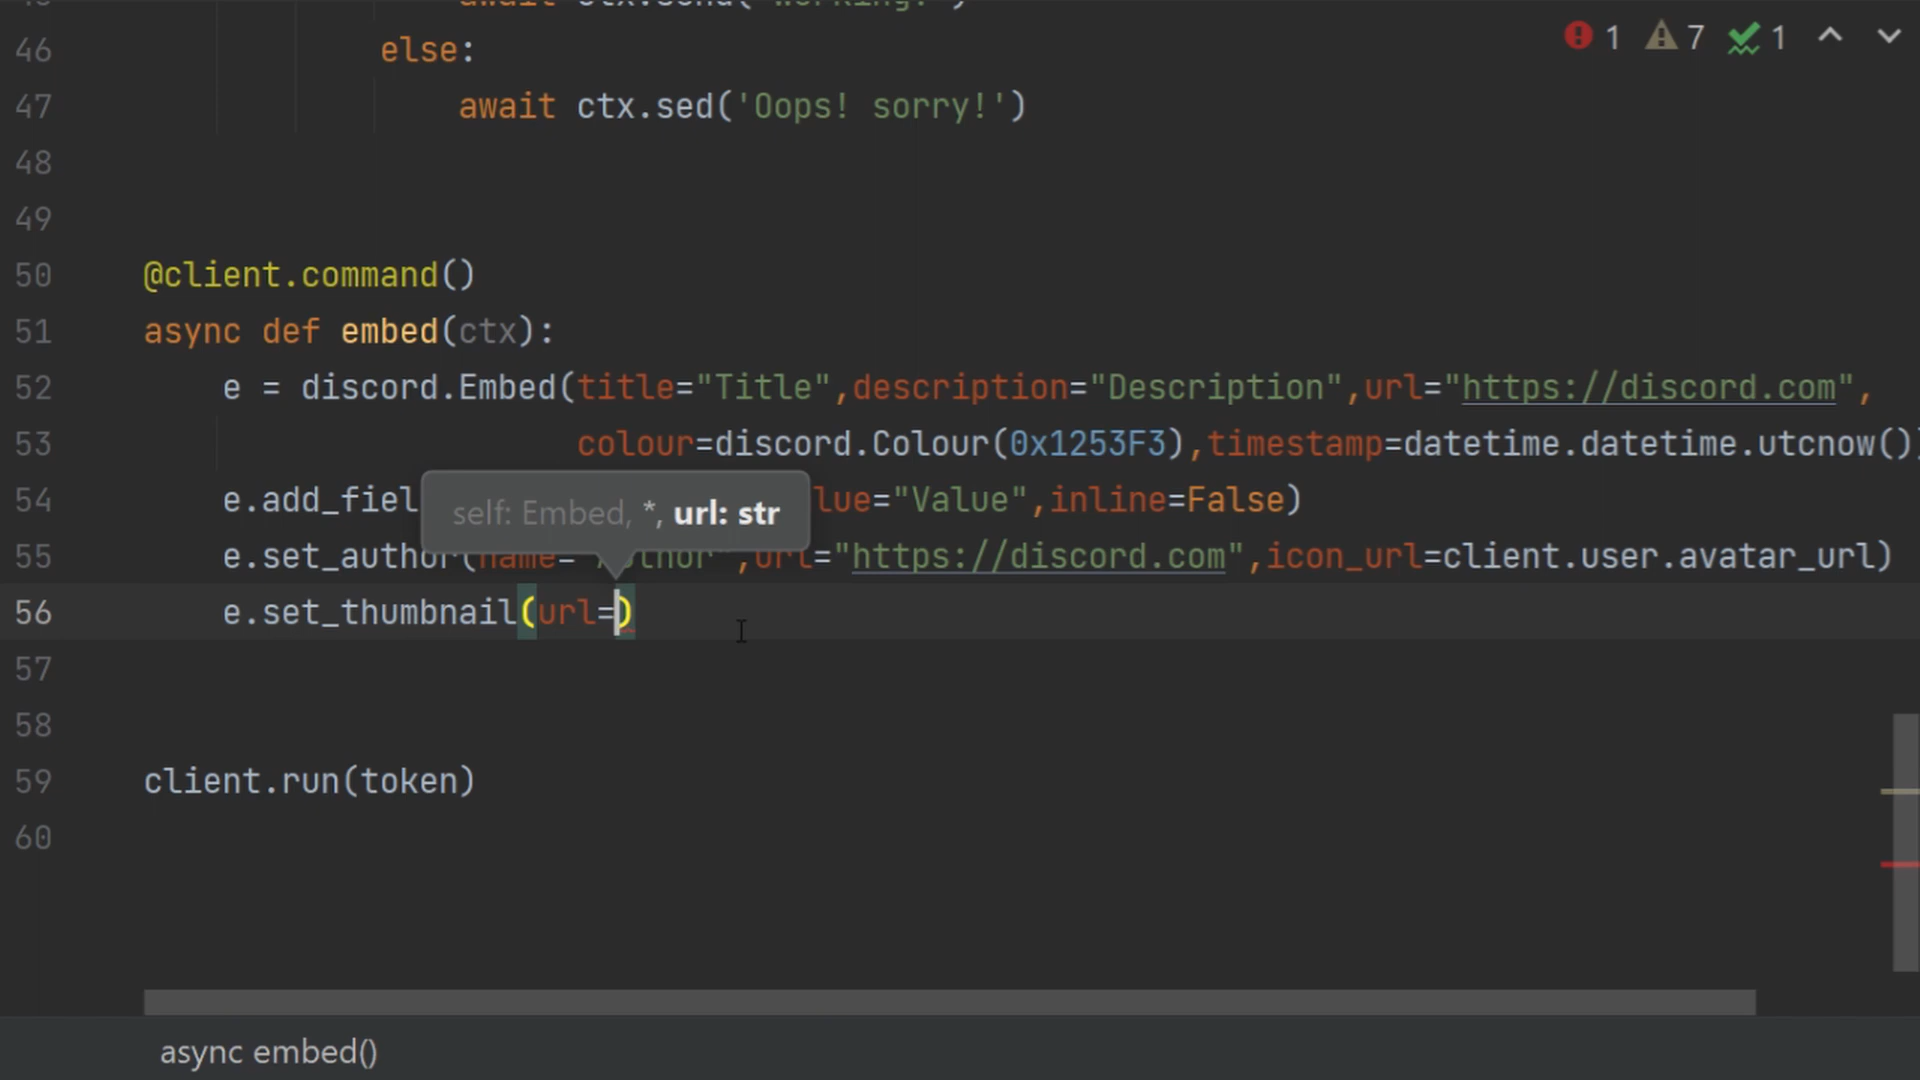 1 7 1
46 else:
47 await ctx.sed('Oops! sorry!')
48
49
50 @client.command()
51 async def embed(ctx):
52 e = discord.Embed(title="Title",description="Description",url="https://discord.com",
53 colour=discord.Colour(0x1253F3),timestamp=datetime.datetime.utcnow())
self: Embed, *, url: str
54 e.add_fiel lue="Value",inline=False)
55 e.set_author(name= ,url="https://discord.com",icon_url=client.user.avatar_url)
56 e.set_thumbnail(url=)
57
58
59 client.run(token)
60
async embed()